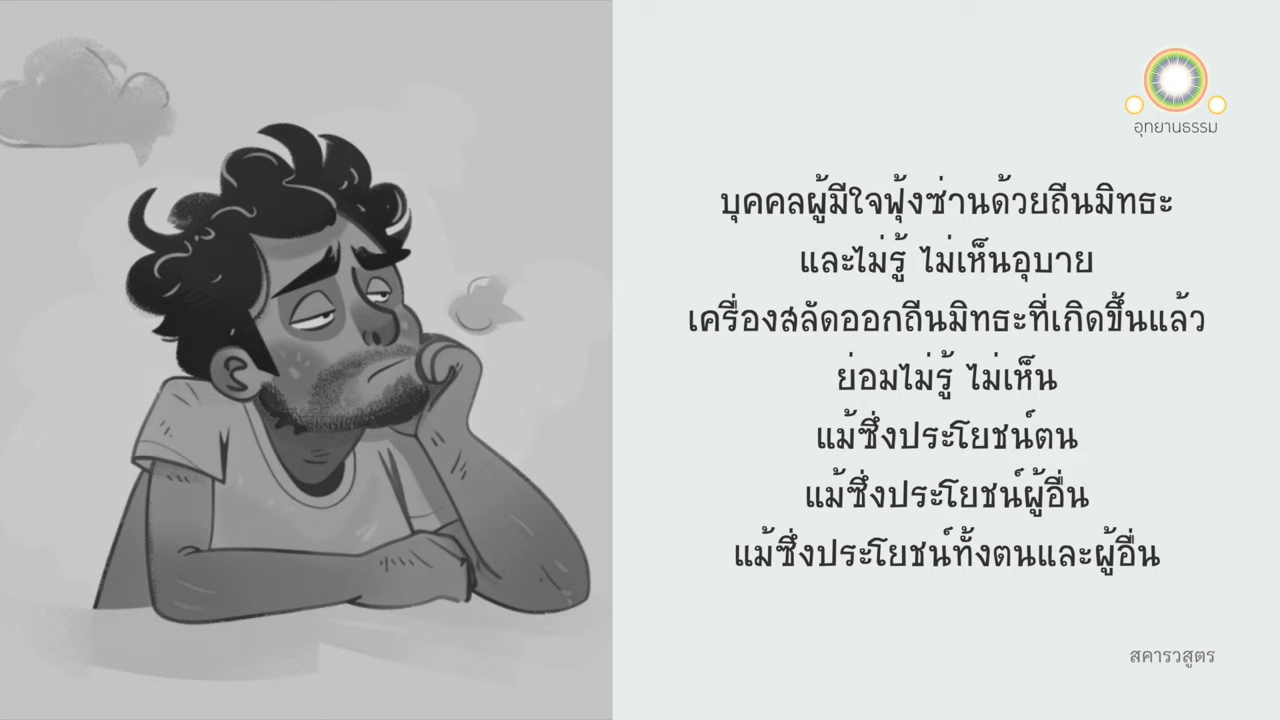 อุทยานธรรม
บุคคลผู้มีใจฟุ้งซ่านด้วยถีนมิทธะ
และไม่รู้ ไม่เห็นอุบาย
เครื่องสลัดออกถีนมิทธะที่เกิดขึ้นแล้ว
ย่อมไม่รู้ ไม่เห็น
แม้ซึ่งประโยชน์ตน
แม้ซึ่งประโยชน์ผู้อื่น
แม้ซึ่งประโยชน์ทั้งตนและผู้อื่น
สคารวสูตร